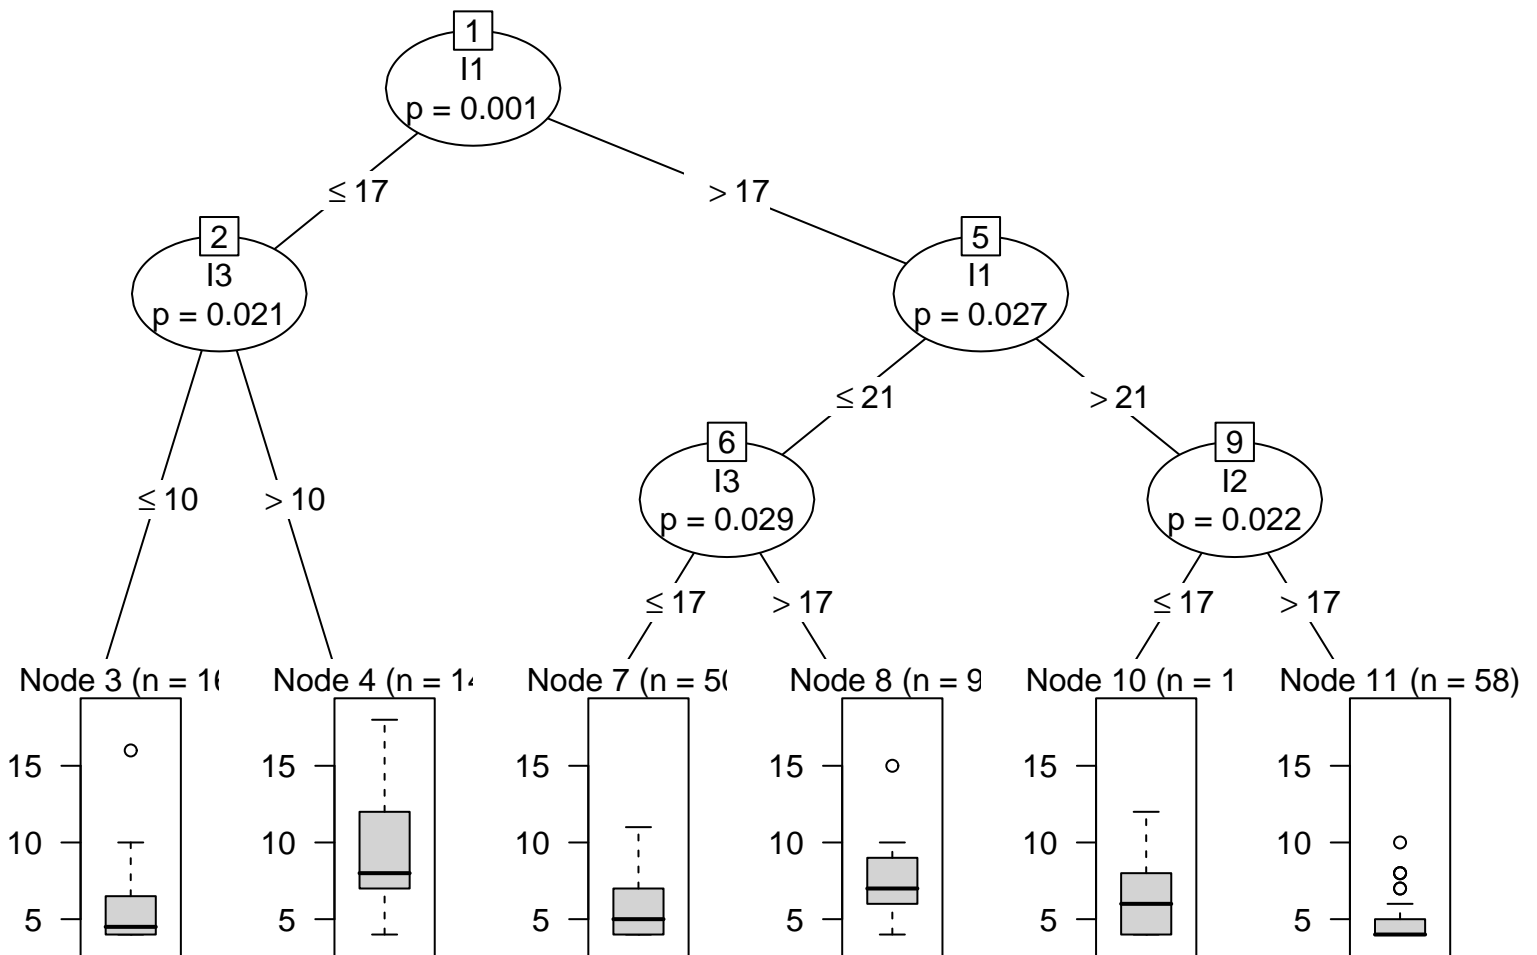 1
I1
p = 0.001
≤ 17
> 17
2
I3
p = 0.021
5
I1
p = 0.027
≤ 21
> 21
≤ 10
> 10
6
I3
p = 0.029
9
I2
p = 0.022
≤ 17
> 17
≤ 17
> 17
Node 3 (n =
Node 4 (n =
Node 7 (n =
Node 8 (n = 9
Node 10 (n = 1
Node 11 (n = 58)
15
10
5
15
10
5
15
10
5
15
10
5
15
10
5
15
10
5